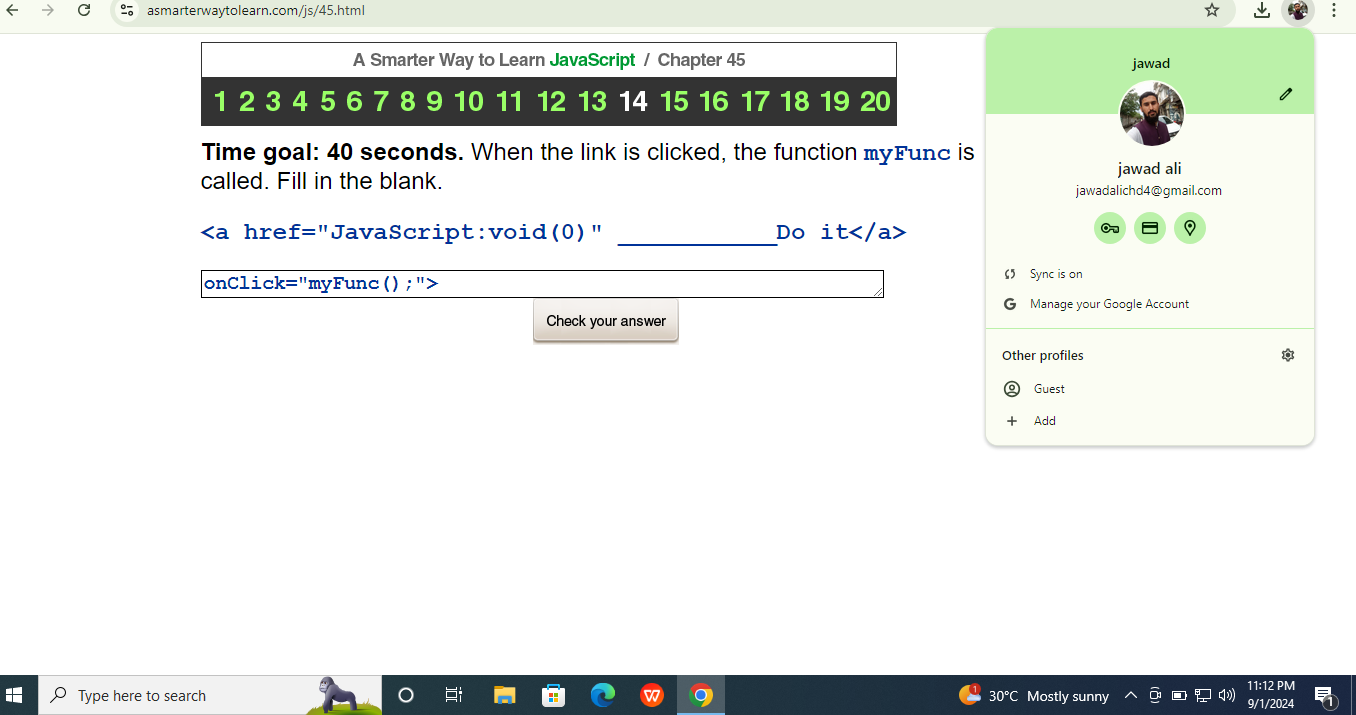 asmarterwaytolearn.com/js/45.html
A Smarter Way to Learn JavaScript / Chapter 45
1 2 3 4 5 6 7 8 9 10 11 12 13 14 15 16 17 18 19 20
Time goal: 40 seconds. When the link is clicked, the function myFunc is
called. Fill in the blank.
<a href="JavaScript:void(0)" ___________Do it</a>
onClick="myFunc();">
Check your answer
jawad
jawad ali
jawadalichd4@gmail.com
Sync is on
G Manage your Google Account
Other profiles
Guest
+ Add
Type here to search
W
1
30°C Mostly sunny
11:12 PM
9/1/2024
1